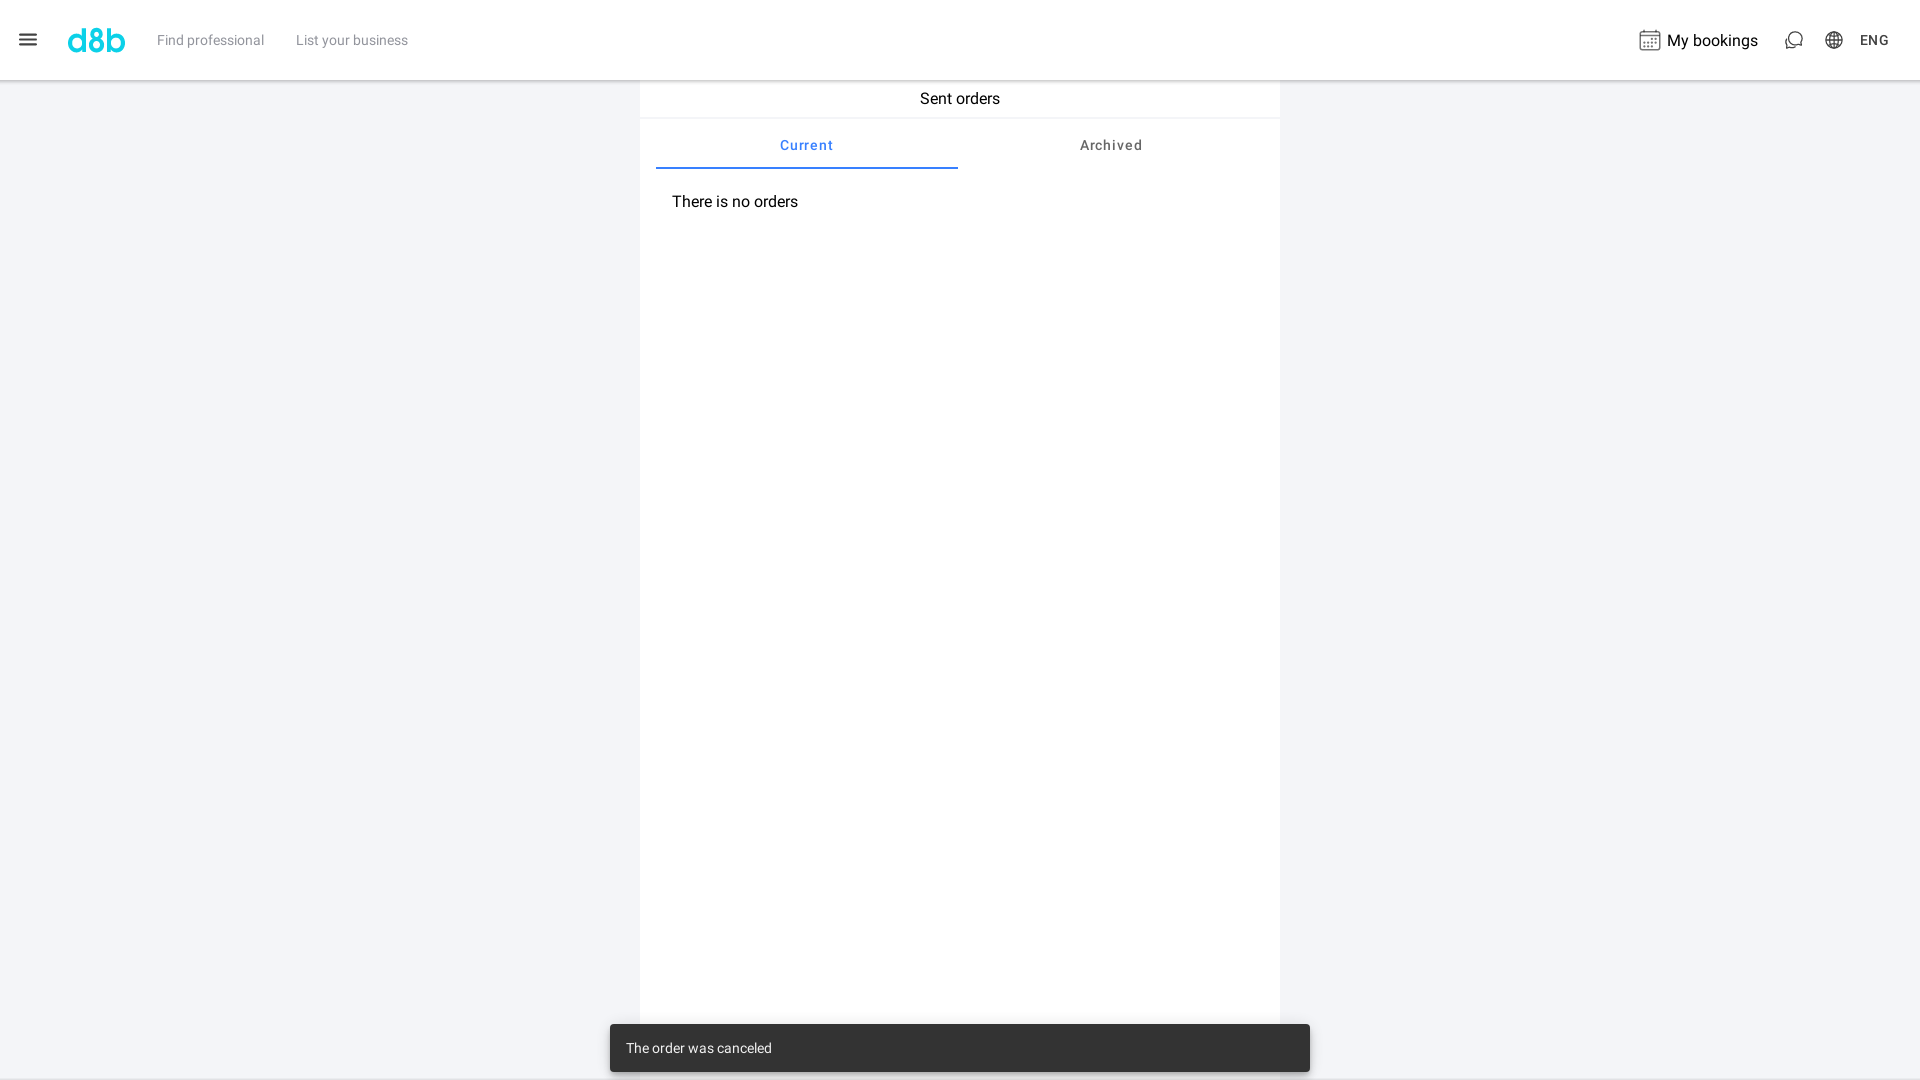 d8b
Find professional
List your business
My bookings
ENG
Sent orders
Current
Archived
There is no orders
The order was canceled